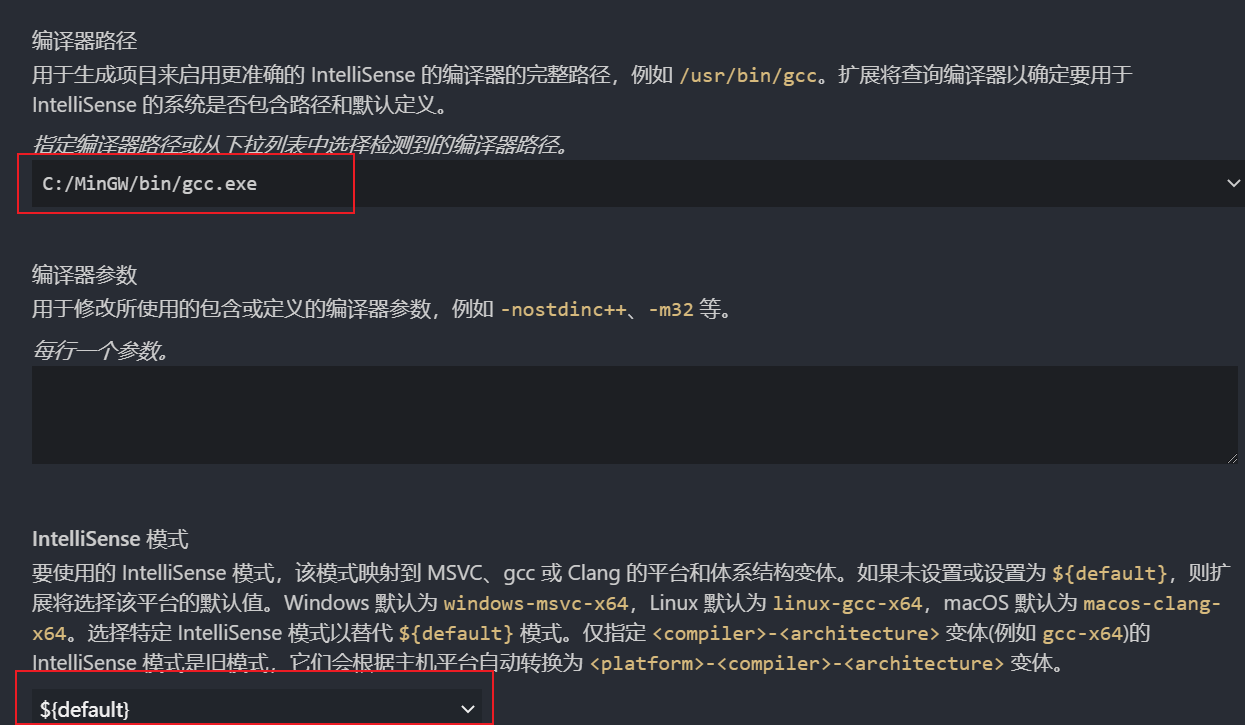 编译器路径
用于生成项目来启用更准确的 IntelliSense 的编译器的完整路径，例如 /usr/bin/gcc。扩展将查询编译器以确定要用于
IntelliSense 的系统是否包含路径和默认定义。
指定编译器路径或从下拉列表中选择检测到的编译器路径。
C:/MinGW/bin/gcc.exe
编译器参数
用于修改所使用的包含或定义的编译器参数，例如 -nostdinc++、-m32 等。
每行一个参数。
IntelliSense 模式
要使用的 IntelliSense 模式，该模式映射到 MSVC、gcc 或 Clang 的平台和体系结构变体。如果未设置或设置为 ${default}，则扩
展将选择该平台的默认值。Windows 默认为 windows-msvc-x64，Linux 默认为 linux-gcc-x64，macOS 默认为 macos-clang-
x64。选择特定 IntelliSense 模式以替代 ${default} 模式。仅指定 <compiler>-<architecture> 变体(例如 gcc-x64)的
IntelliSense 模式是旧模式，它们会根据主机平台自动转换为 <platform>-<compiler>-<architecture> 变体。
${default}